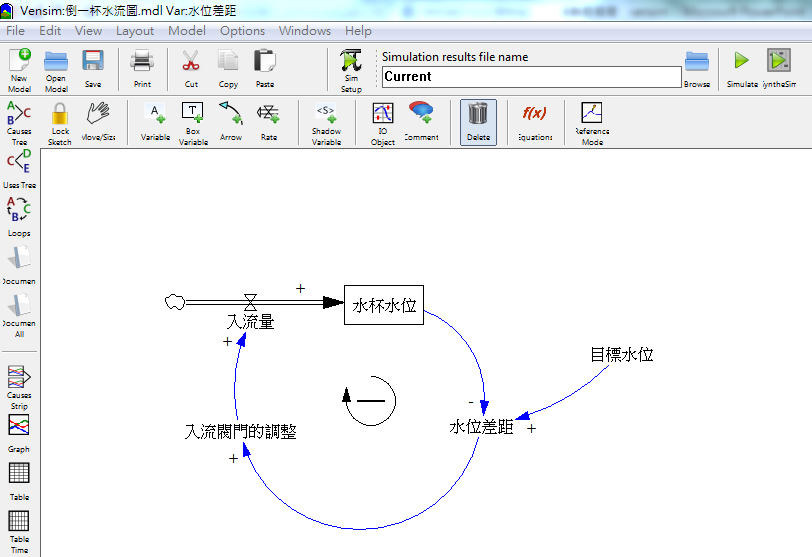 Vensim:倒一杯水流圖.mdl Var:水位差距
File Edit View Layout Model Options Windows Help
Simulation results file name
Current
New Model
Open Model
Save
Print
Cut
Copy
Paste
Sim Setup
Browse
Simulate
SyntheSim
Causes Tree
Lock Sketch
Move/Size
Variable
Box Variable
Arrow
Rate
Shadow Variable
IO Object
Comment
Delete
Equations
Reference Mode
Uses Tree
Loops
Documen
Documen All
Causes Strip
Graph
Table
Table Time
+
水杯水位
入流量
+
目標水位
-
水位差距
+
入流閥門的調整
+